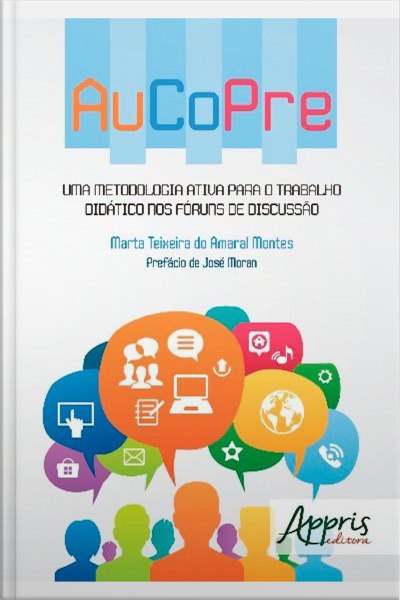 AuCoPre
UMA METODOLOGIA ATIVA PARA O TRABALHO
DIDÁTICO NOS FÓRUNS DE DISCUSSÃO
Marta Teixeira do Amaral Montes
Prefácio de José Moran
Appris
editora